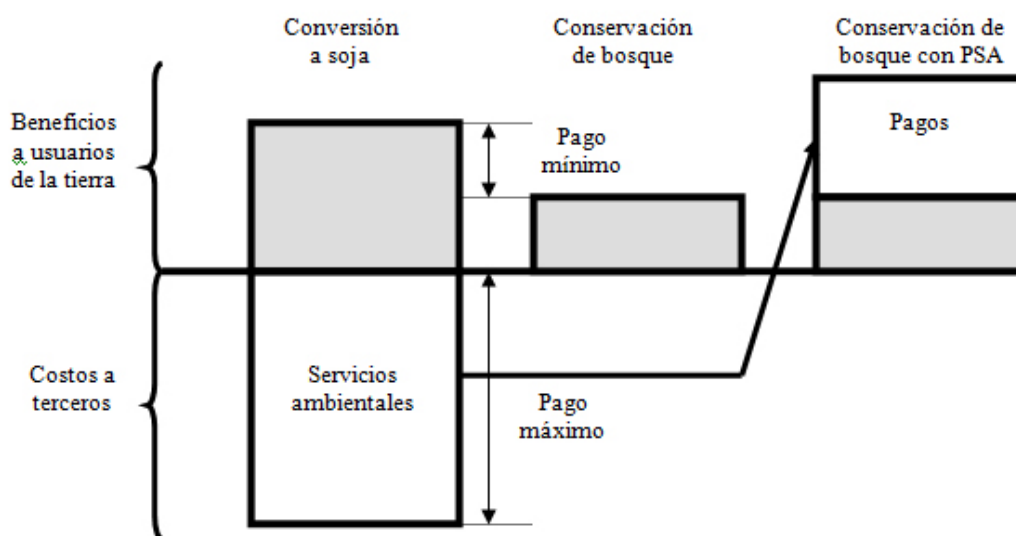 Conversión
a soja
Conservación
de bosque
Conservación de
bosque con PSA
Beneficios
a usuarios
de la tierra
Pago
mínimo
Pagos
Costos a
terceros
Servicios
ambientales
Pago
máximo